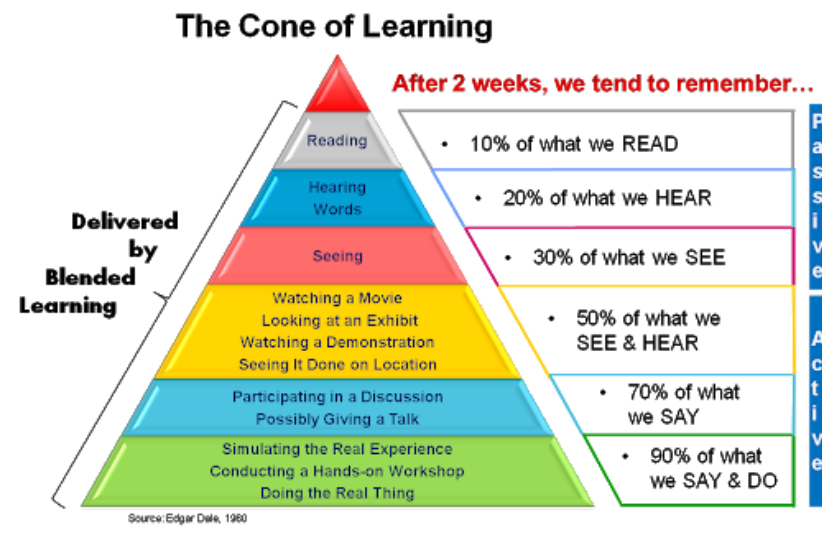 The Cone of Learning
After 2 weeks, we tend to remember...
Reading
• 10% of what we READ
Hearing
Words
• 20% of what we HEAR
Seeing
• 30% of what we SEE
Watching a Movie
Looking at an Exhibit
Watching a Demonstration
Seeing It Done on Location
• 50% of what we
SEE & HEAR
Participating in a Discussion
Possibly Giving a Talk
• 70% of what
we SAY
Simulating the Real Experience
Conducting a Hands-on Workshop
Doing the Real Thing
• 90% of what
we SAY & DO
Delivered
by
Blended
Learning
P
a
s
s
i
v
e
A
c
t
i
v
e
Source: Edgar Dale, 1960